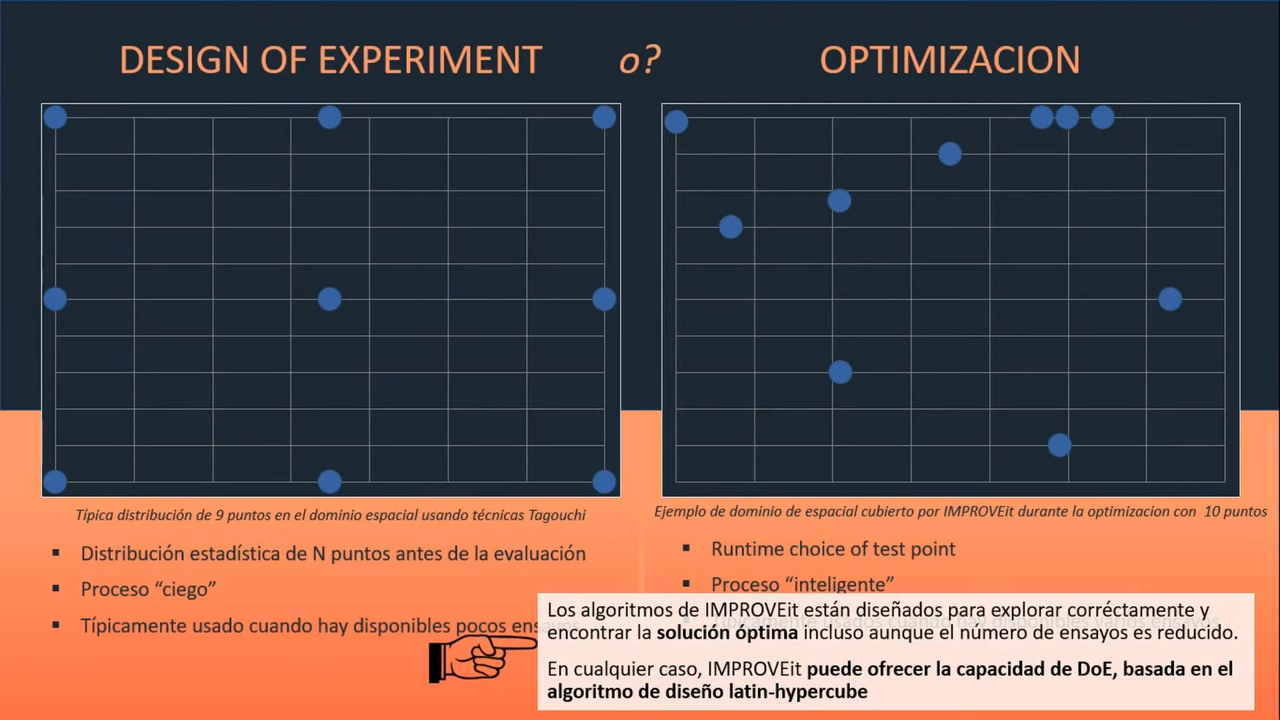 DESIGN OF EXPERIMENT o? OPTIMIZACION
Típica distribución de 9 puntos en el dominio espacial usando técnicas Tagouchi
Distribución estadística de N puntos antes de la evaluación
Proceso “ciego”
Típicamente usado cuando hay disponibles pocos ensayos
Ejemplo de dominio de espacial cubierto por IMPROVEit durante la optimizacion con 10 puntos
Runtime choice of test point
Proceso “inteligente”
Los algoritmos de IMPROVEit están diseñados para explorar corréctamente y
encontrar la solución óptima incluso aunque el número de ensayos es reducido.
En cualquier caso, IMPROVEit puede ofrecer la capacidad de DoE, basada en el
algoritmo de diseño latin-hypercube